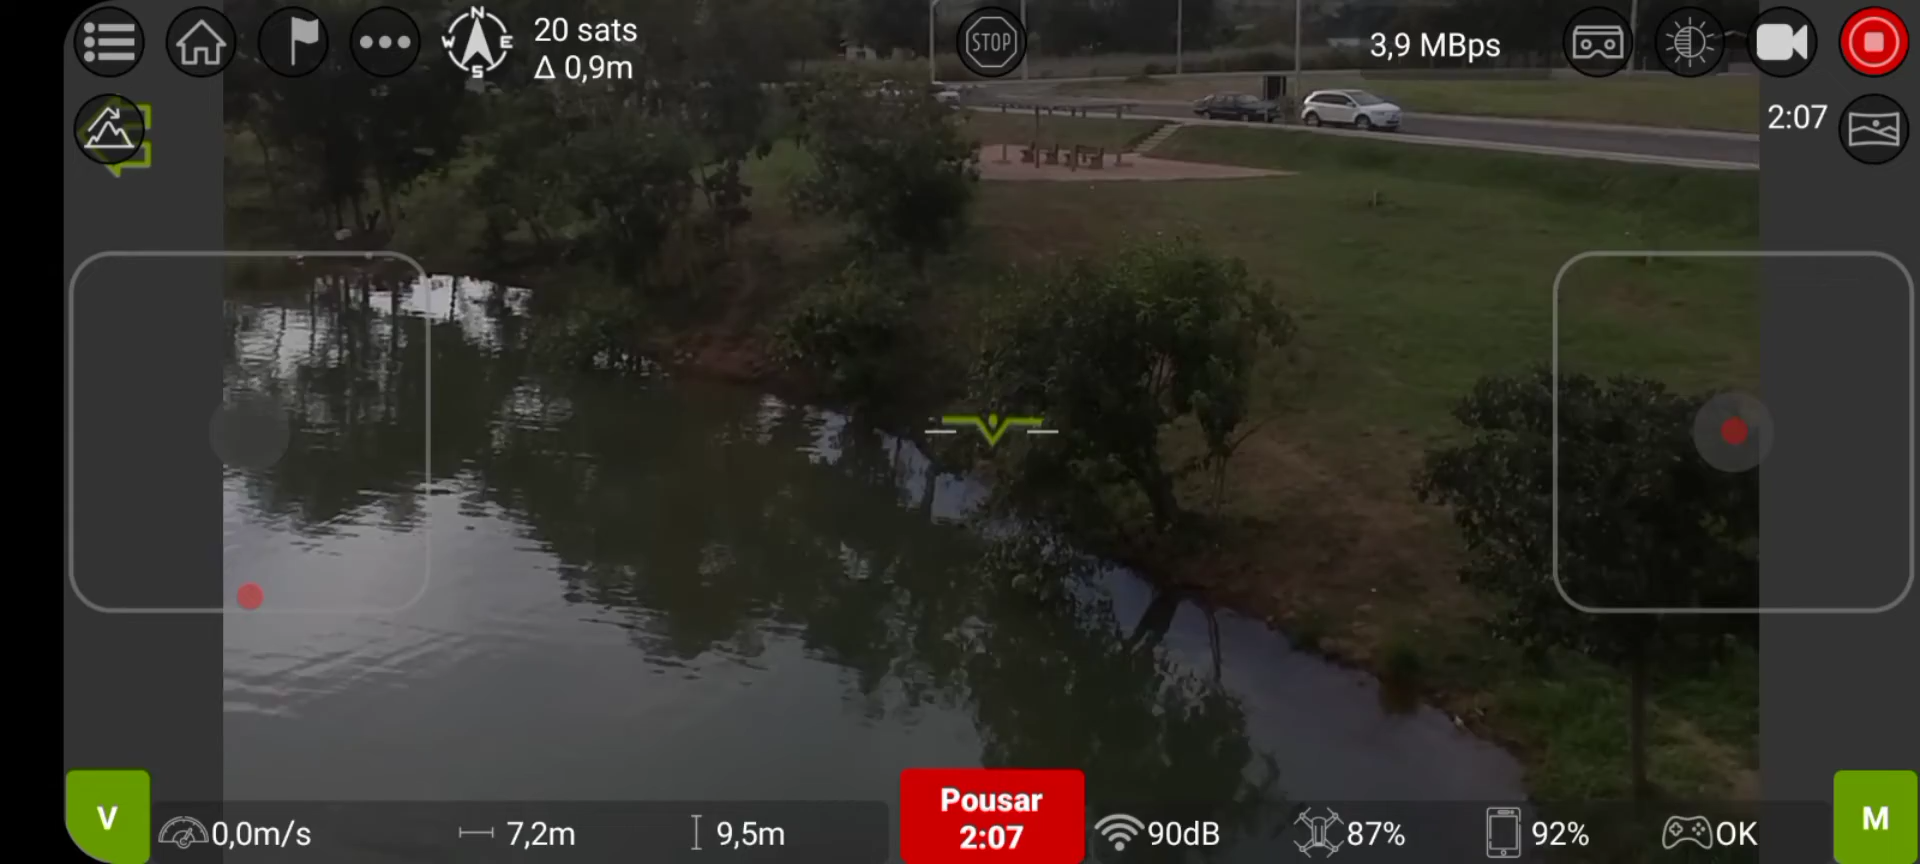 N
W E
S
20 sats
Δ 0,9m
STOP
3,9 MBps
2:07
V
0,0m/s
7,2m
9,5m
Pousar
2:07
90dB
87%
92%
OK
M